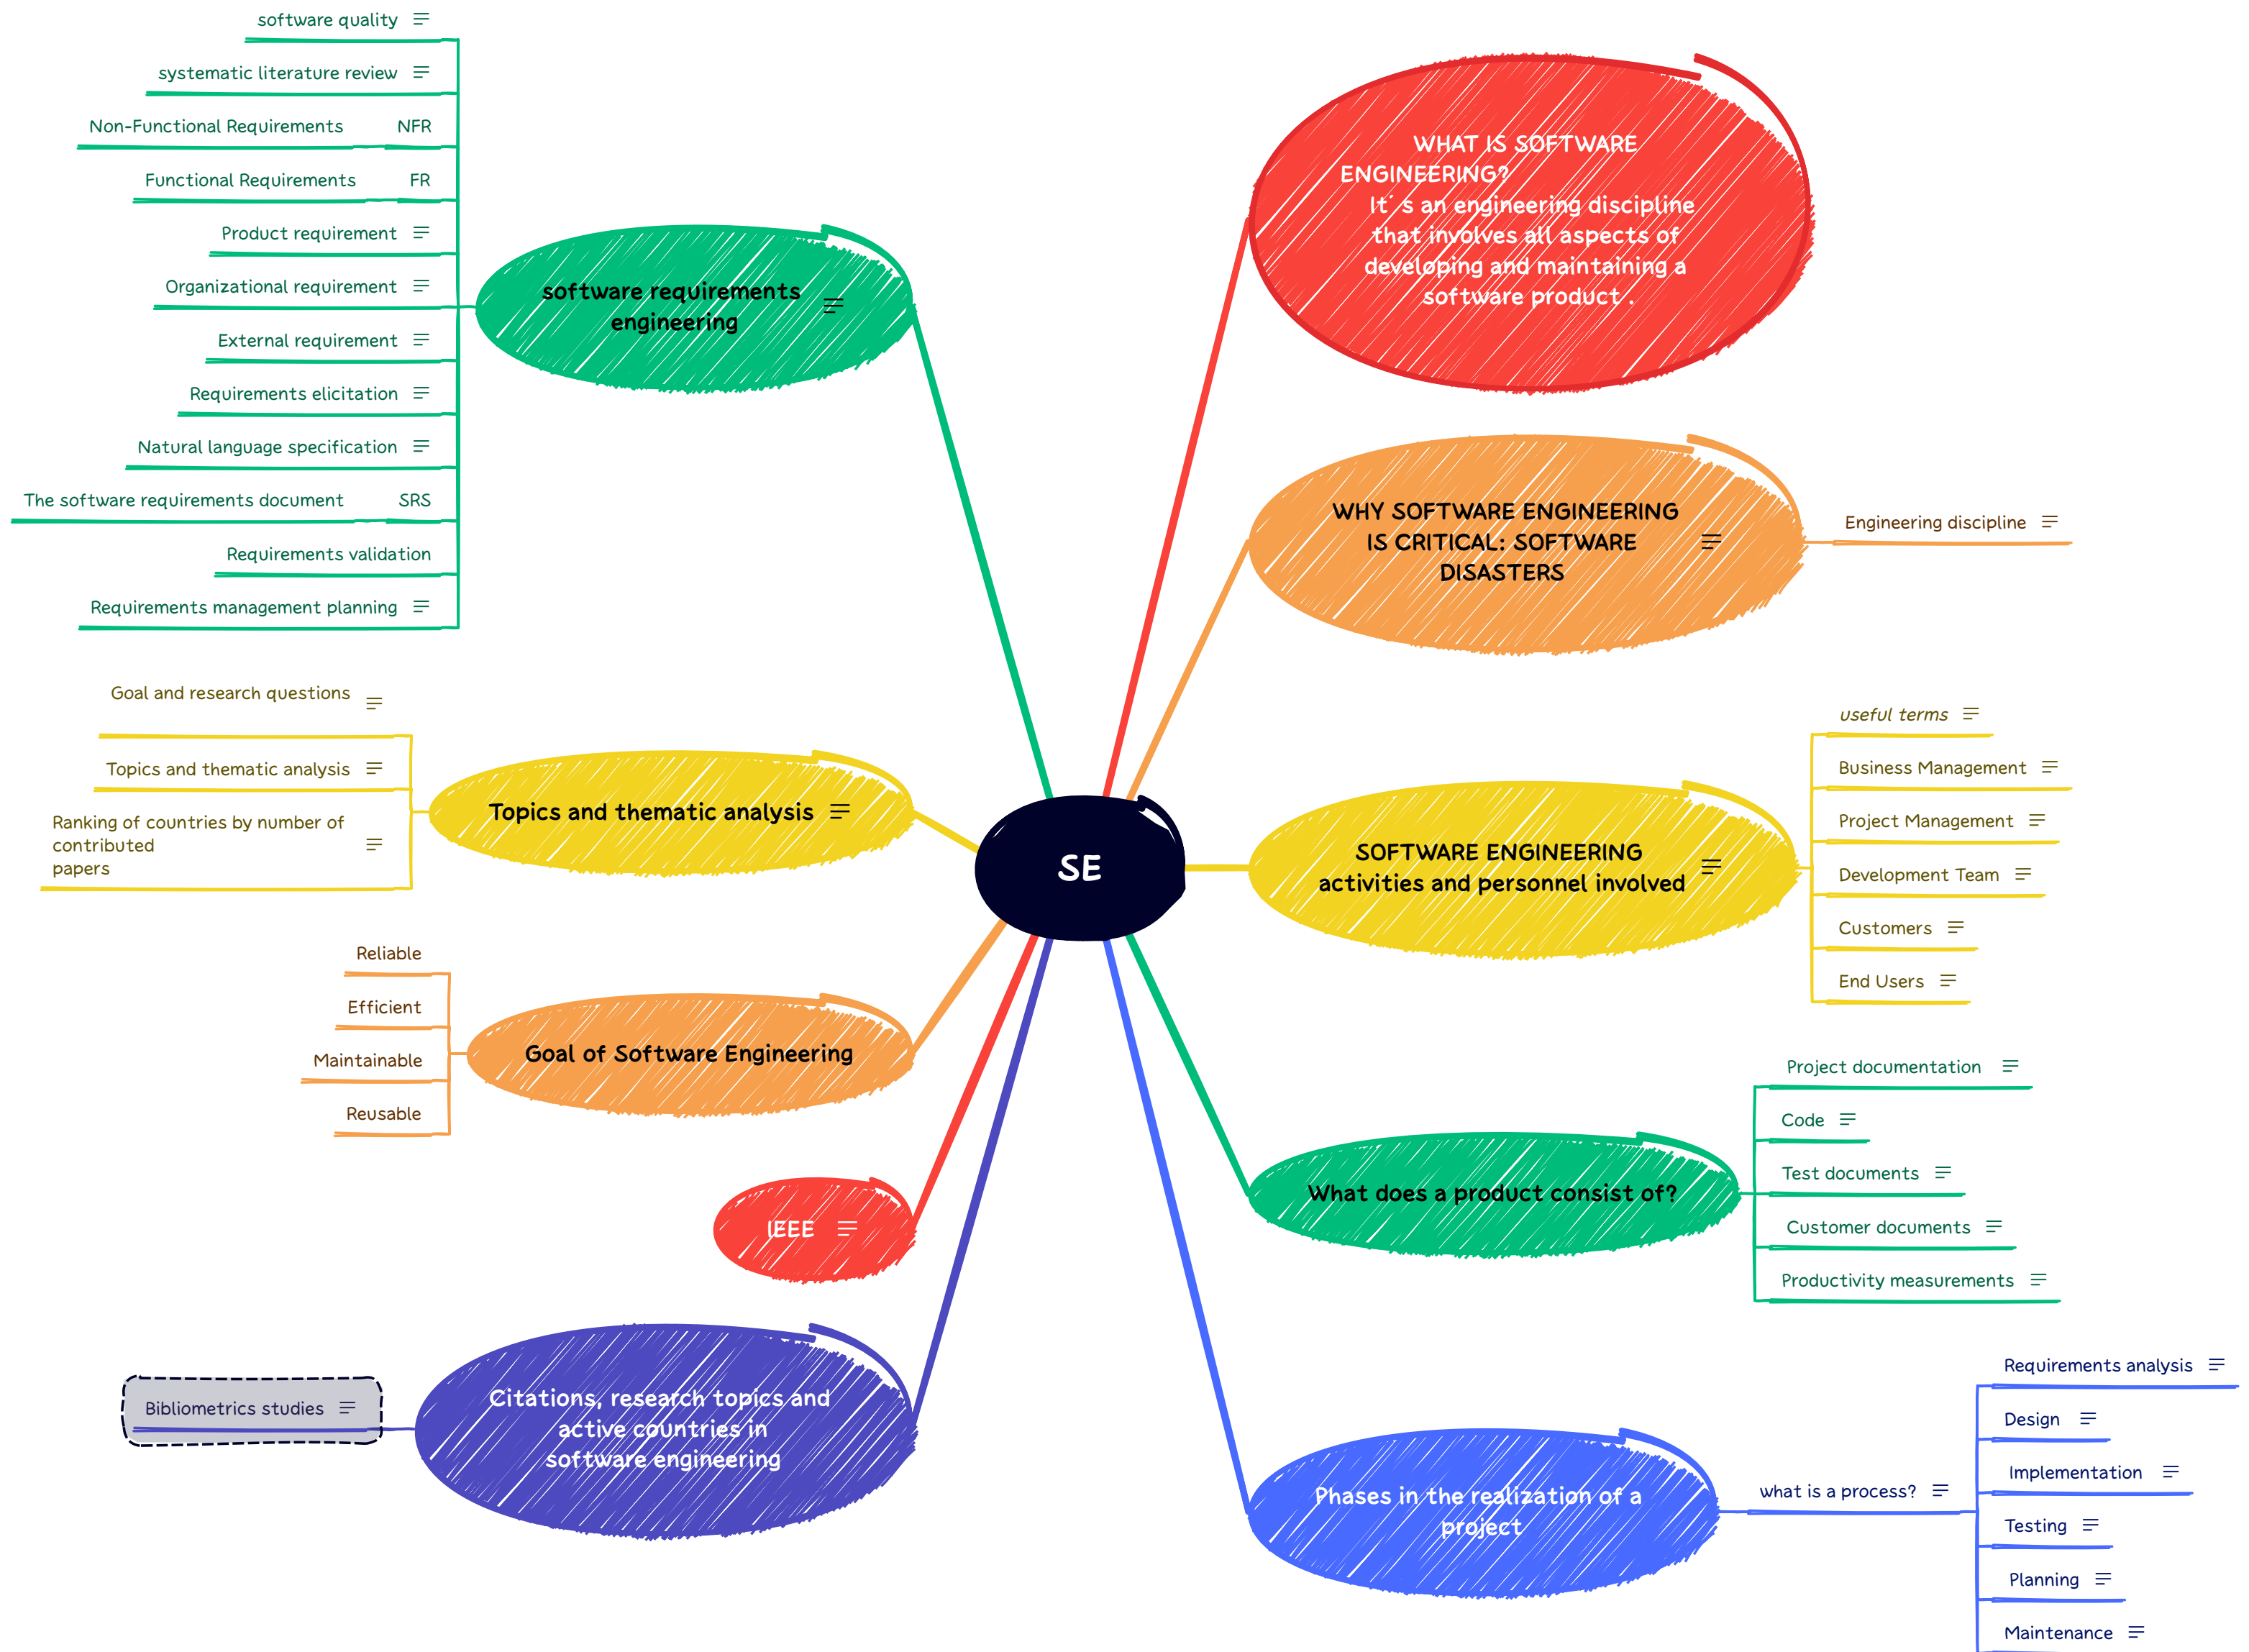 software quality
systematic literature review
Non-Functional Requirements NFR
Functional Requirements FR
Product requirement
Organizational requirement
External requirement
Requirements elicitation
Natural language specification
The software requirements document SRS
Requirements validation
Requirements management planning
software requirements
engineering
Goal and research questions
Topics and thematic analysis
Ranking of countries by number of
contributed
papers
Topics and thematic analysis
Reliable
Efficient
Maintainable
Reusable
Goal of Software Engineering
IEEE
Bibliometrics studies
Citations, research topics and
active countries in
software engineering
SE
WHAT IS SOFTWARE
ENGINEERING?
It´s an engineering discipline
that involves all aspects of
developing and maintaining a
software product .
WHY SOFTWARE ENGINEERING
IS CRITICAL: SOFTWARE
DISASTERS
Engineering discipline
SOFTWARE ENGINEERING
activities and personnel involved
useful terms
Business Management
Project Management
Development Team
Customers
End Users
What does a product consist of?
Project documentation
Code
Test documents
Customer documents
Productivity measurements
Phases in the realization of a
project
what is a process?
Requirements analysis
Design
Implementation
Testing
Planning
Maintenance